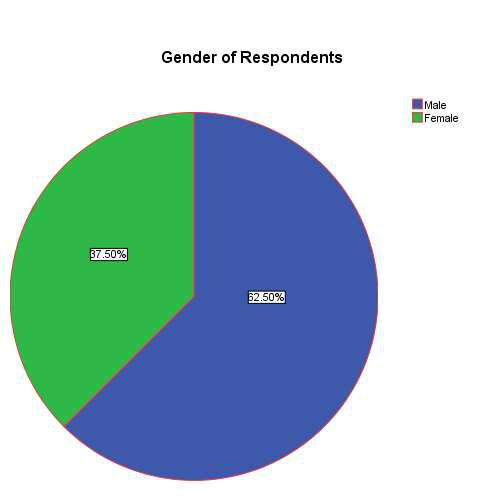 Gender of Respondents
Male
Female
37.50%
62.50%